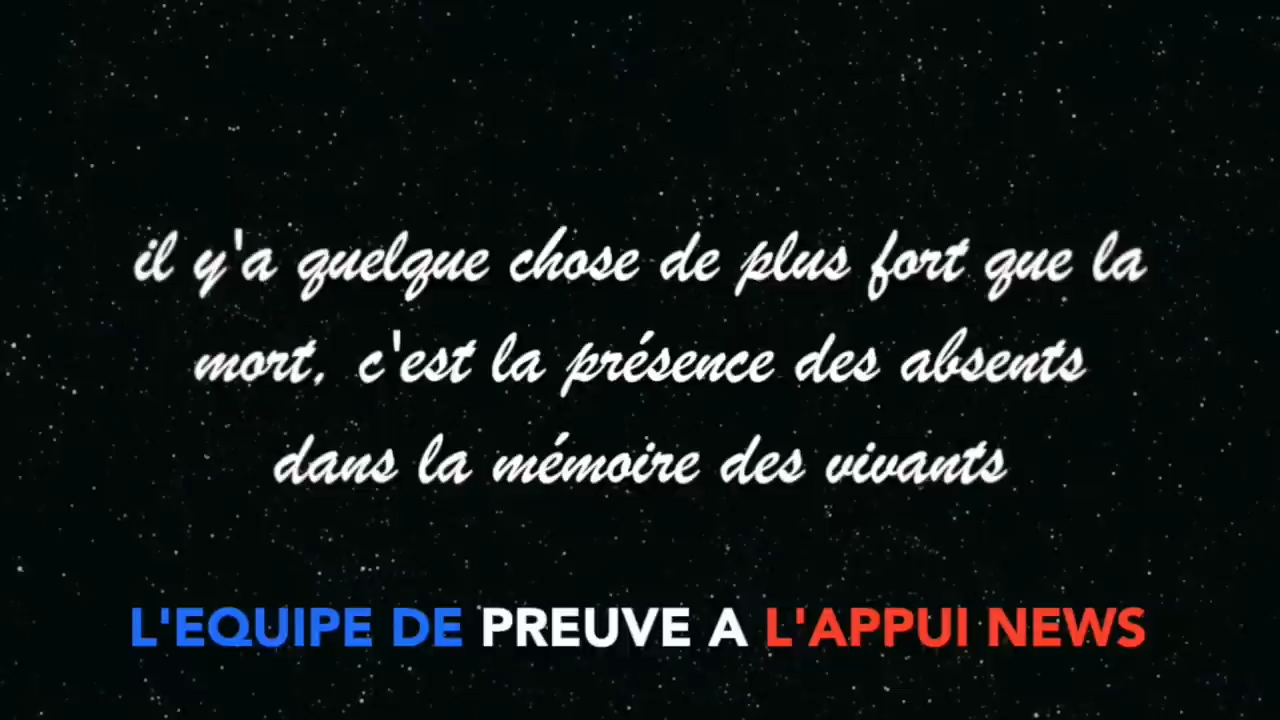 il y'a quelque chose de plus fort que la
mort, c'est la présence des absents
dans la mémoire des vivants
L'EQUIPE DE PREUVE A L'APPUI NEWS